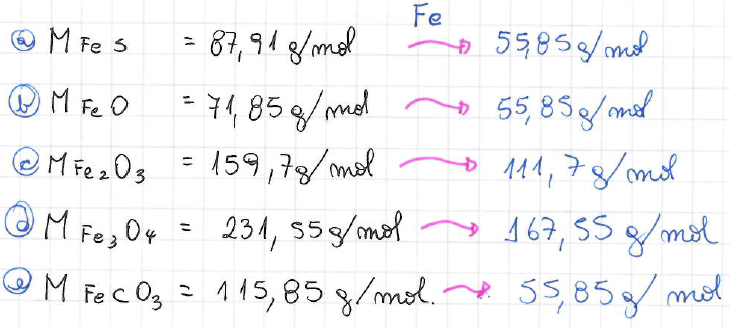 Fe
ⓐ M FeS = 87,91 g/mol → 55,85 g/mol
ⓑ M FeO = 71,85 g/mol → 55,85 g/mol
ⓒ M Fe₂O₃ = 159,7 g/mol → 111,7 g/mol
ⓓ M Fe₃O₄ = 231,55 g/mol → 167,55 g/mol
ⓔ M FeCO₃ = 115,85 g/mol. → 55,85 g/mol